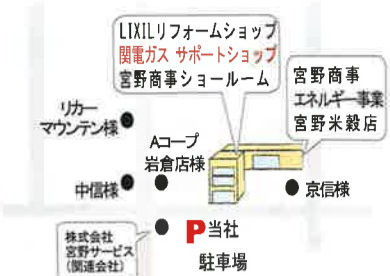 LIXILリフォームショップ
関電ガス サポートショップ
宮野商事ショールーム
宮野商事
エネルギー事業
宮野米穀店
リカー
マウンテン様
Aコープ
岩倉店様
中信様
京信様
P当社
駐車場
株式会社
宮野サービス
(関連会社)